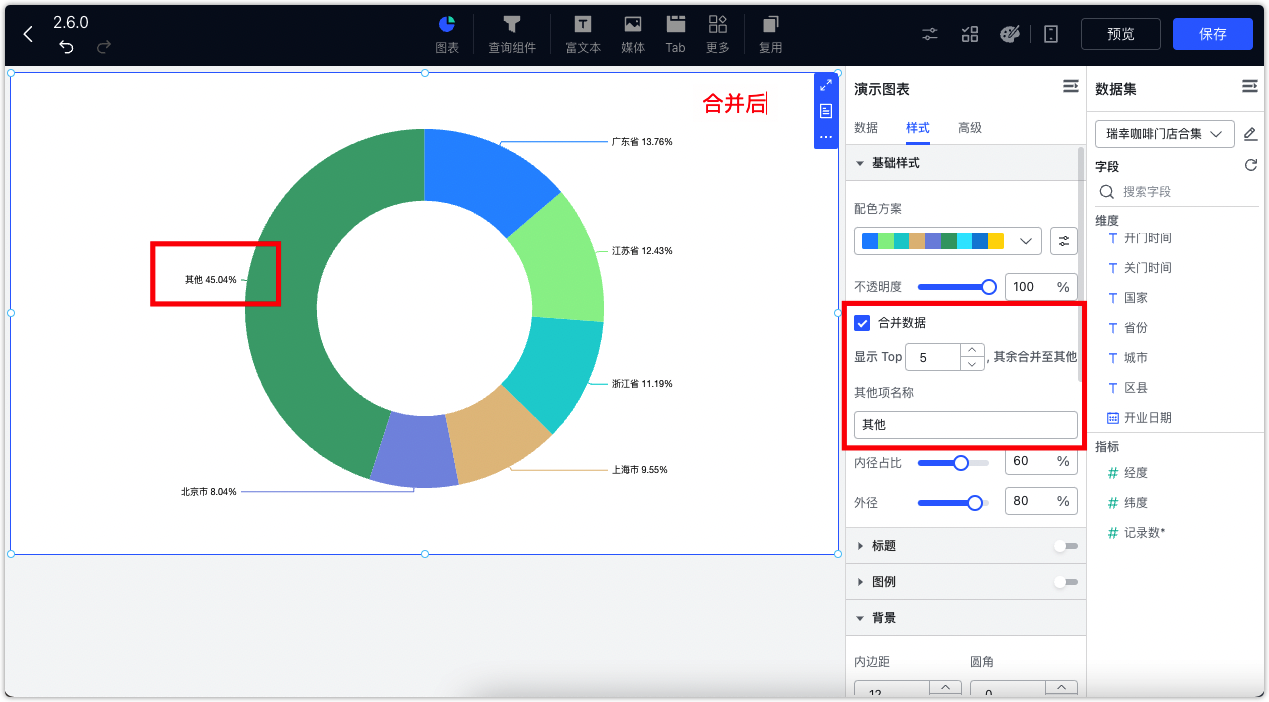 2.6.0
图表
查询组件
富文本
媒体
Tab
更多
复用
预览
保存
合并后
广东省 13.76%
江苏省 12.43%
浙江省 11.19%
上海市 9.55%
北京市 8.04%
其他 45.04%
演示图表
数据 样式 高级
基础样式
配色方案
不透明度 100 %
合并数据
显示 Top 5 , 其余合并至其他
其他项名称
其他
内径占比 60 %
外径 80 %
标题
图例
背景
内边距 圆角
12 0
数据集
瑞幸咖啡门店合集
字段
搜索字段
维度
开门时间
关门时间
国家
省份
城市
区县
开业日期
指标
经度
纬度
记录数*